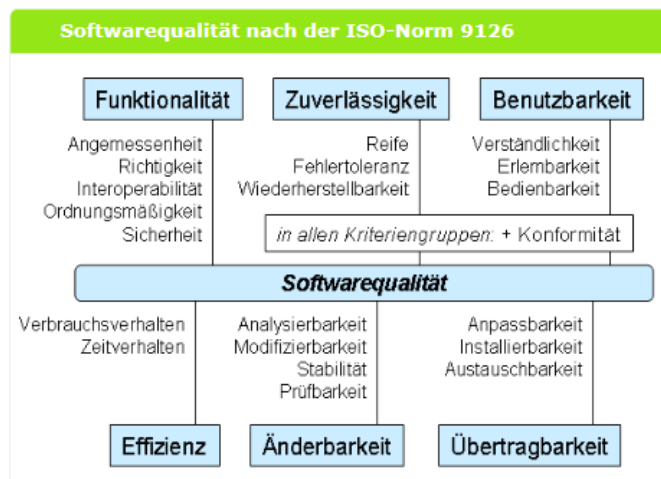 Softwarequalität nach der ISO-Norm 9126
Funktionalität
Angemessenheit
Richtigkeit
Interoperabilität
Ordnungsmäßigkeit
Sicherheit
Zuverlässigkeit
Reife
Fehlertoleranz
Wiederherstellbarkeit
Benutzbarkeit
Verständlichkeit
Erlernbarkeit
Bedienbarkeit
in allen Kriteriengruppen: + Konformität
Softwarequalität
Verbrauchsverhalten
Zeitverhalten
Effizienz
Analysierbarkeit
Modifizierbarkeit
Stabilität
Prüfbarkeit
Änderbarkeit
Anpassbarkeit
Installierbarkeit
Austauschbarkeit
Übertragbarkeit